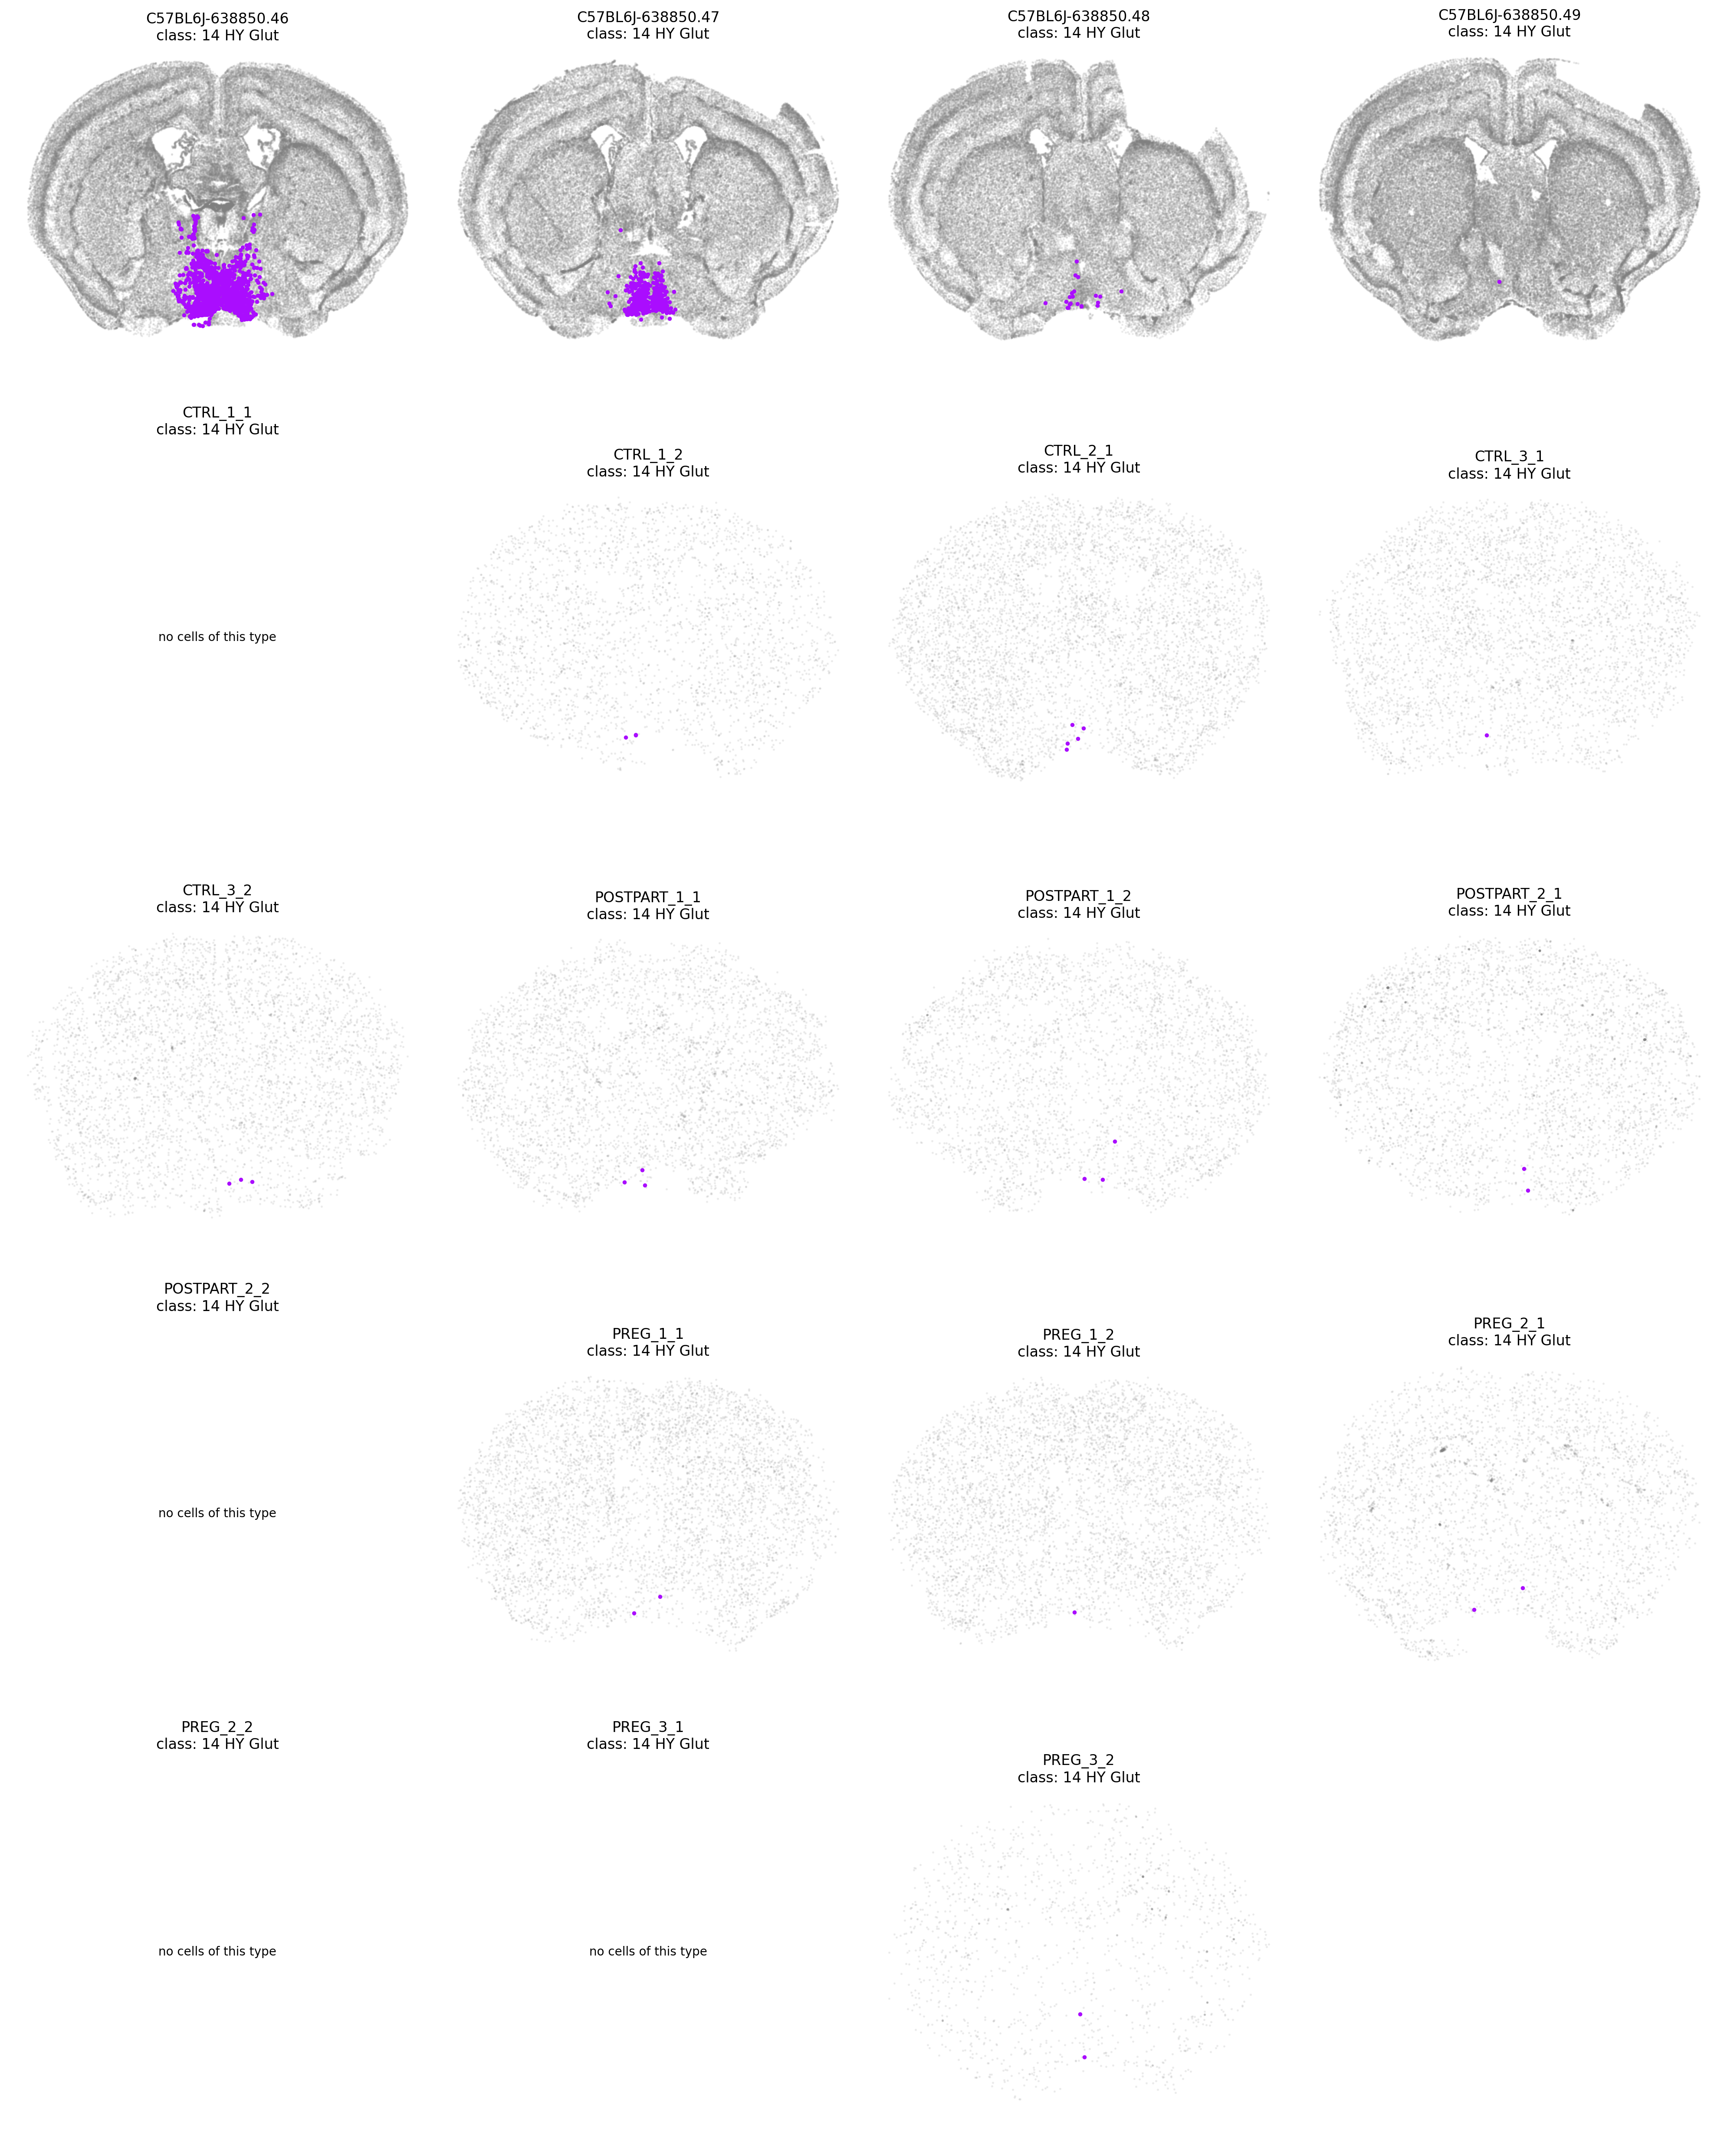 C57BL6J-638850.46
class: 14 HY Glut
C57BL6J-638850.47
class: 14 HY Glut
C57BL6J-638850.48
class: 14 HY Glut
C57BL6J-638850.49
class: 14 HY Glut
CTRL_1_1
class: 14 HY Glut
no cells of this type
CTRL_1_2
class: 14 HY Glut
CTRL_2_1
class: 14 HY Glut
CTRL_3_1
class: 14 HY Glut
CTRL_3_2
class: 14 HY Glut
POSTPART_1_1
class: 14 HY Glut
POSTPART_1_2
class: 14 HY Glut
POSTPART_2_1
class: 14 HY Glut
POSTPART_2_2
class: 14 HY Glut
no cells of this type
PREG_1_1
class: 14 HY Glut
PREG_1_2
class: 14 HY Glut
PREG_2_1
class: 14 HY Glut
PREG_2_2
class: 14 HY Glut
no cells of this type
PREG_3_1
class: 14 HY Glut
no cells of this type
PREG_3_2
class: 14 HY Glut